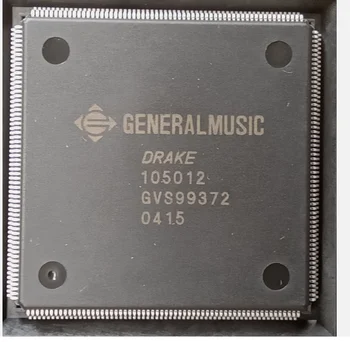 GENERALMUSIC
DRAKE
105012
GVS99372
0415